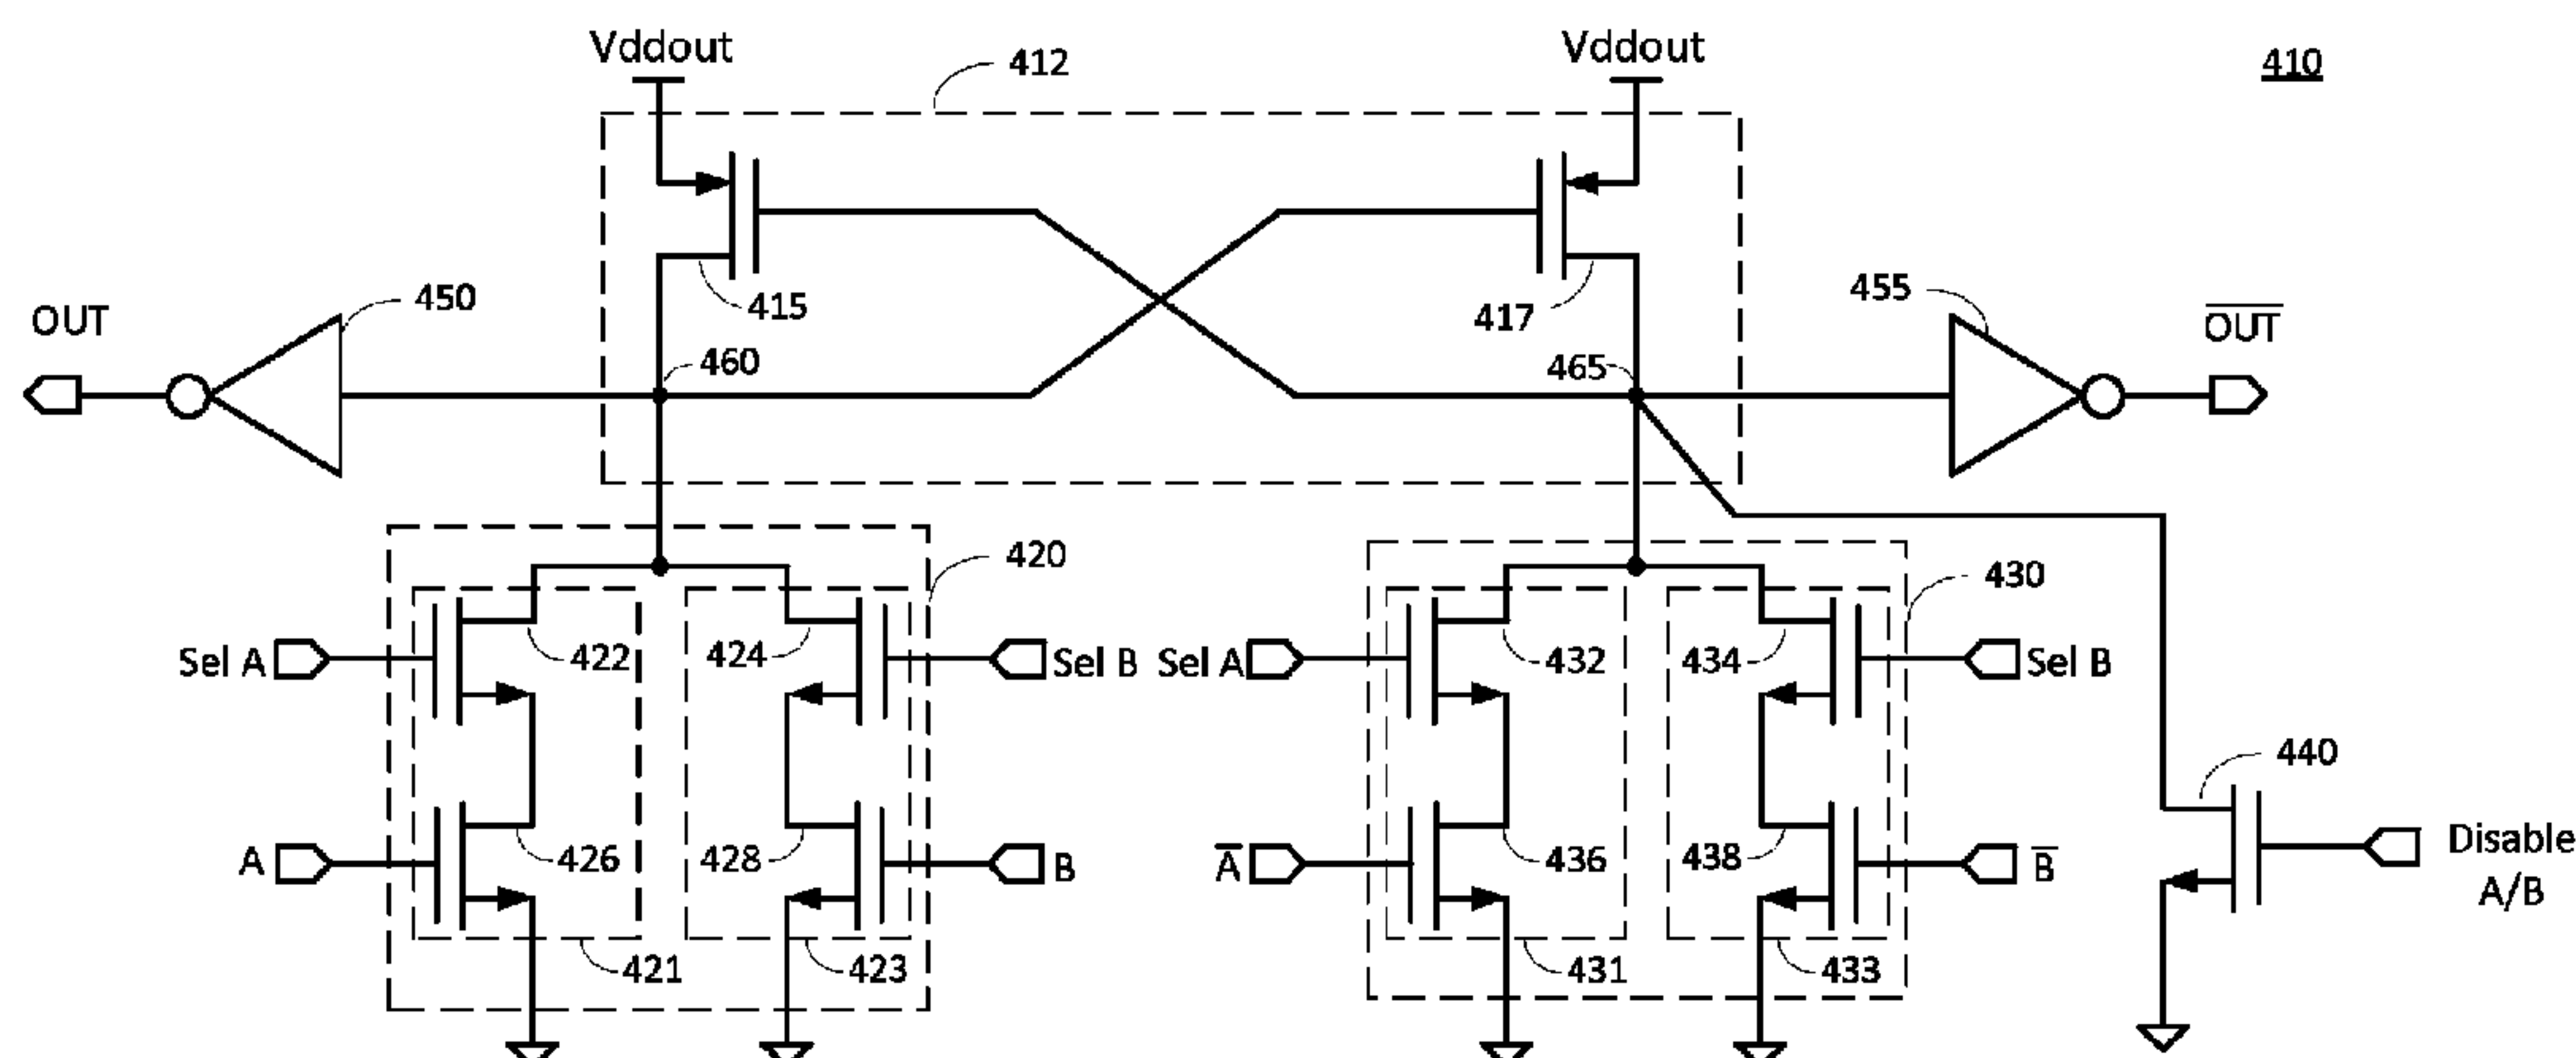 Vddout
Vddout
412
410
OUT
450
415
460
417
465
455
O̅U̅T̅
420
430
Sel A
422
424
Sel B
Sel A
432
434
Sel B
440
A
426
428
B
A̅
436
438
B̅
Disable
A/B
421
423
431
433